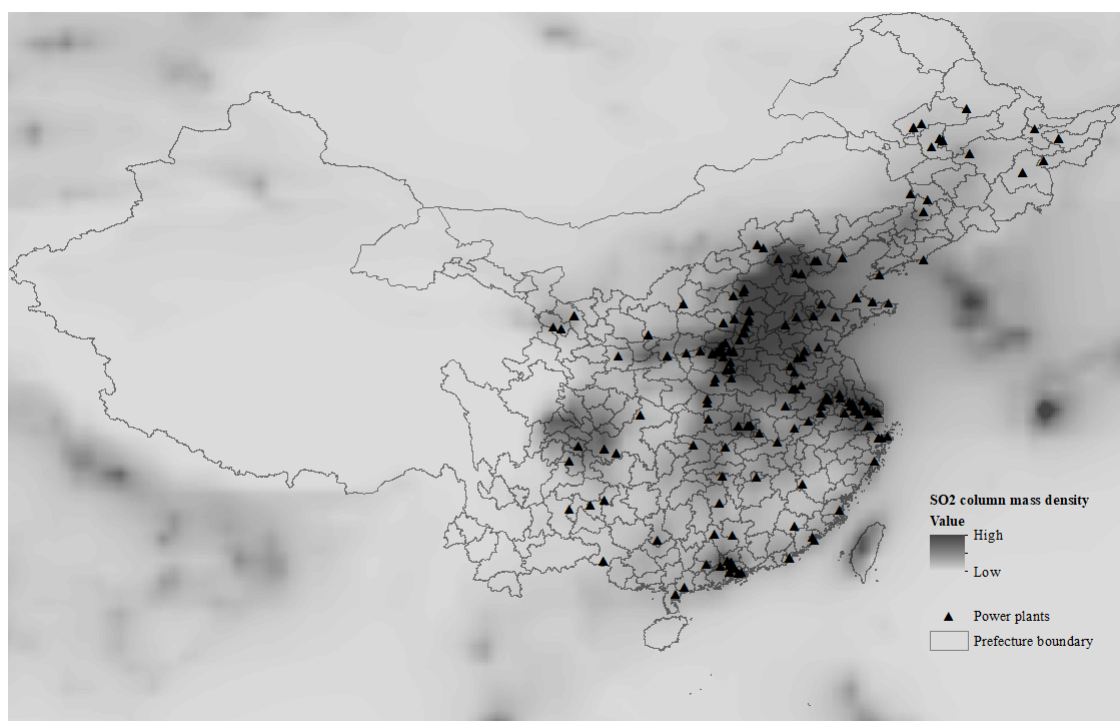 SO2 column mass density
Value
High
Low
Power plants
Prefecture boundary